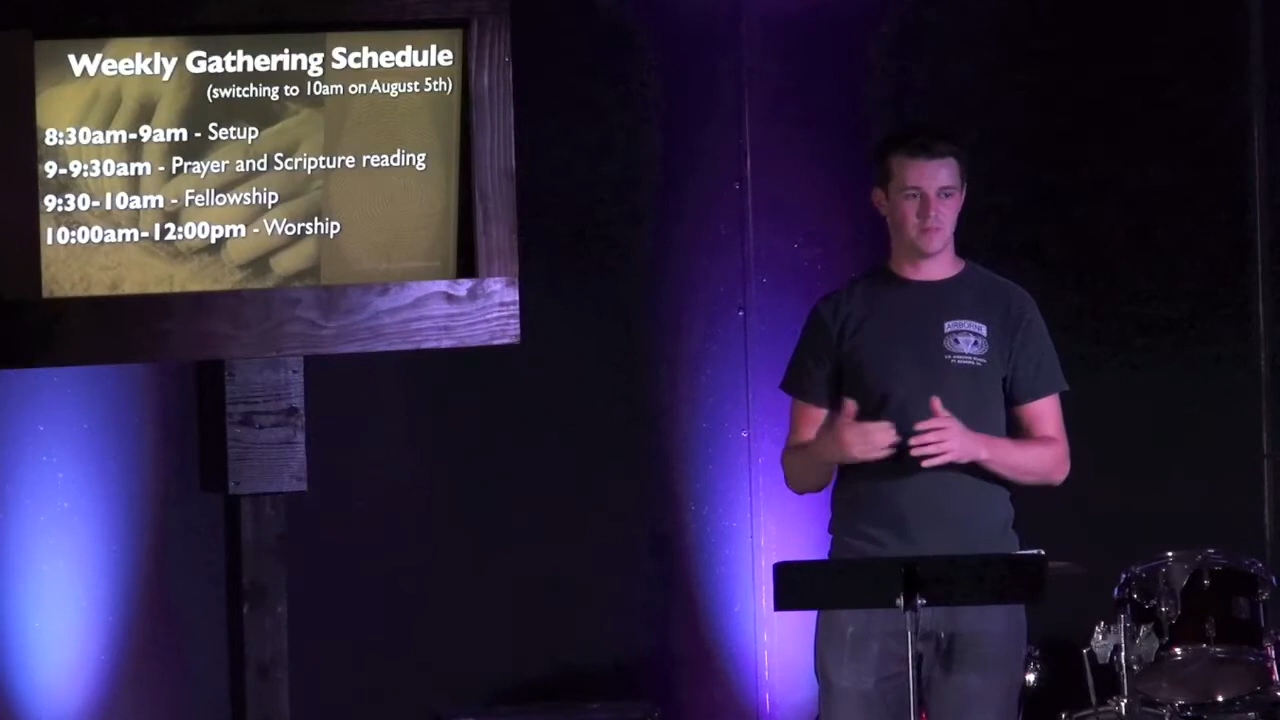 Weekly Gathering Schedule
(switching to 10am on August 5th)
8:30am-9am - Setup
9-9:30am - Prayer and Scripture reading
9:30-10am - Fellowship
10:00am-12:00pm - Worship
AIRBORNE